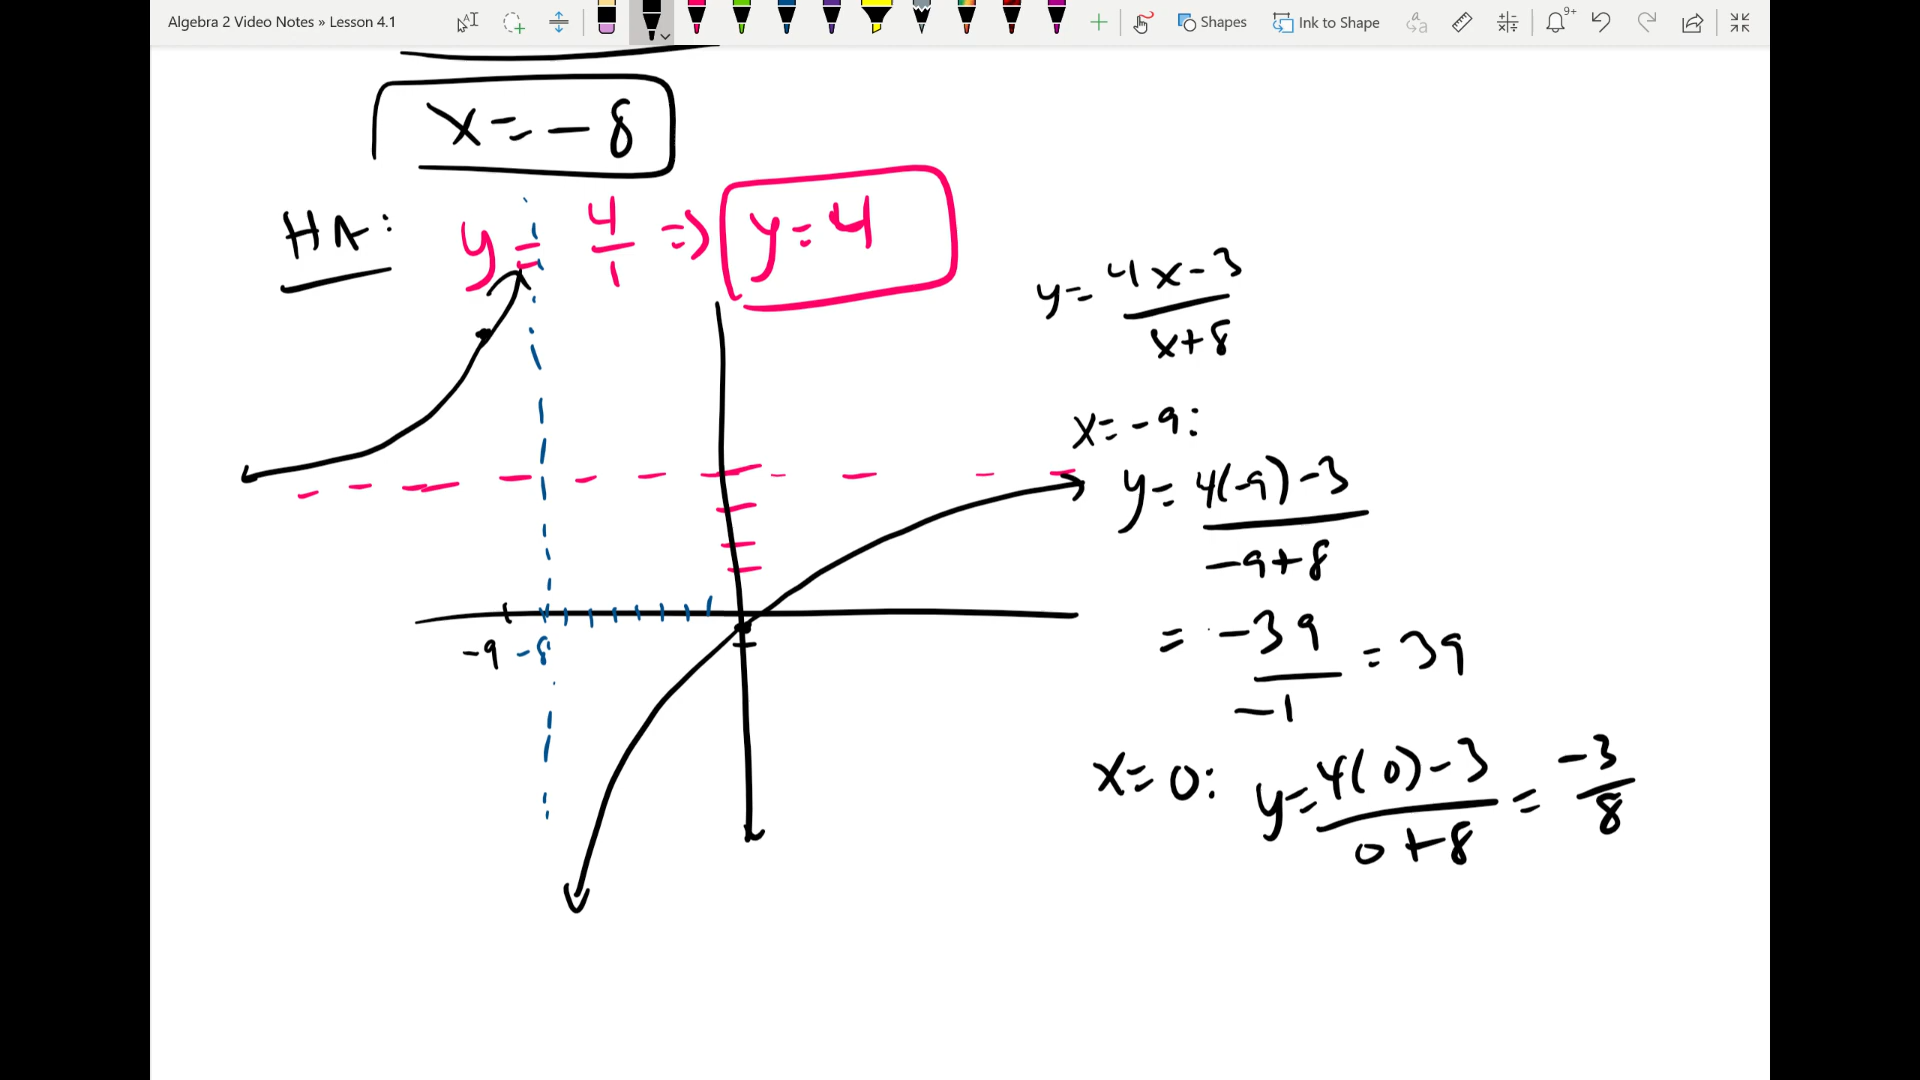 Algebra 2 Video Notes » Lesson 4.1
Shapes
Ink to Shape
9+
x = -8
HA: y = 4/1 => y = 4
y = 4x-3/x+8
x = -9:
y = 4(-9)-3/-9+8
= -39/-1 = 39
-9 -8
x = 0: y = 4(0)-3/0+8 = -3/8